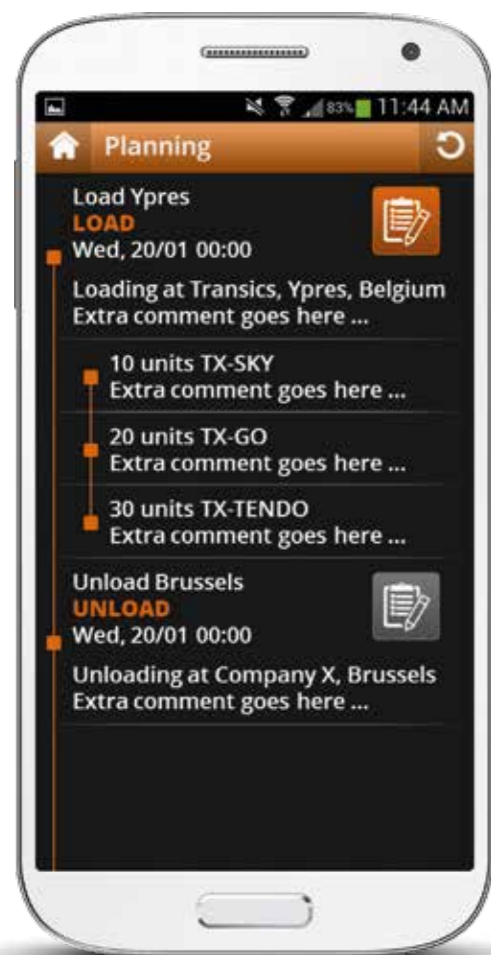 83% 11:44 AM
Planning
Load Ypres
LOAD
Wed, 20/01 00:00
Loading at Transics, Ypres, Belgium
Extra comment goes here ...
10 units TX-SKY
Extra comment goes here ...
20 units TX-GO
Extra comment goes here ...
30 units TX-TENDO
Extra comment goes here ...
Unload Brussels
UNLOAD
Wed, 20/01 00:00
Unloading at Company X, Brussels
Extra comment goes here ...